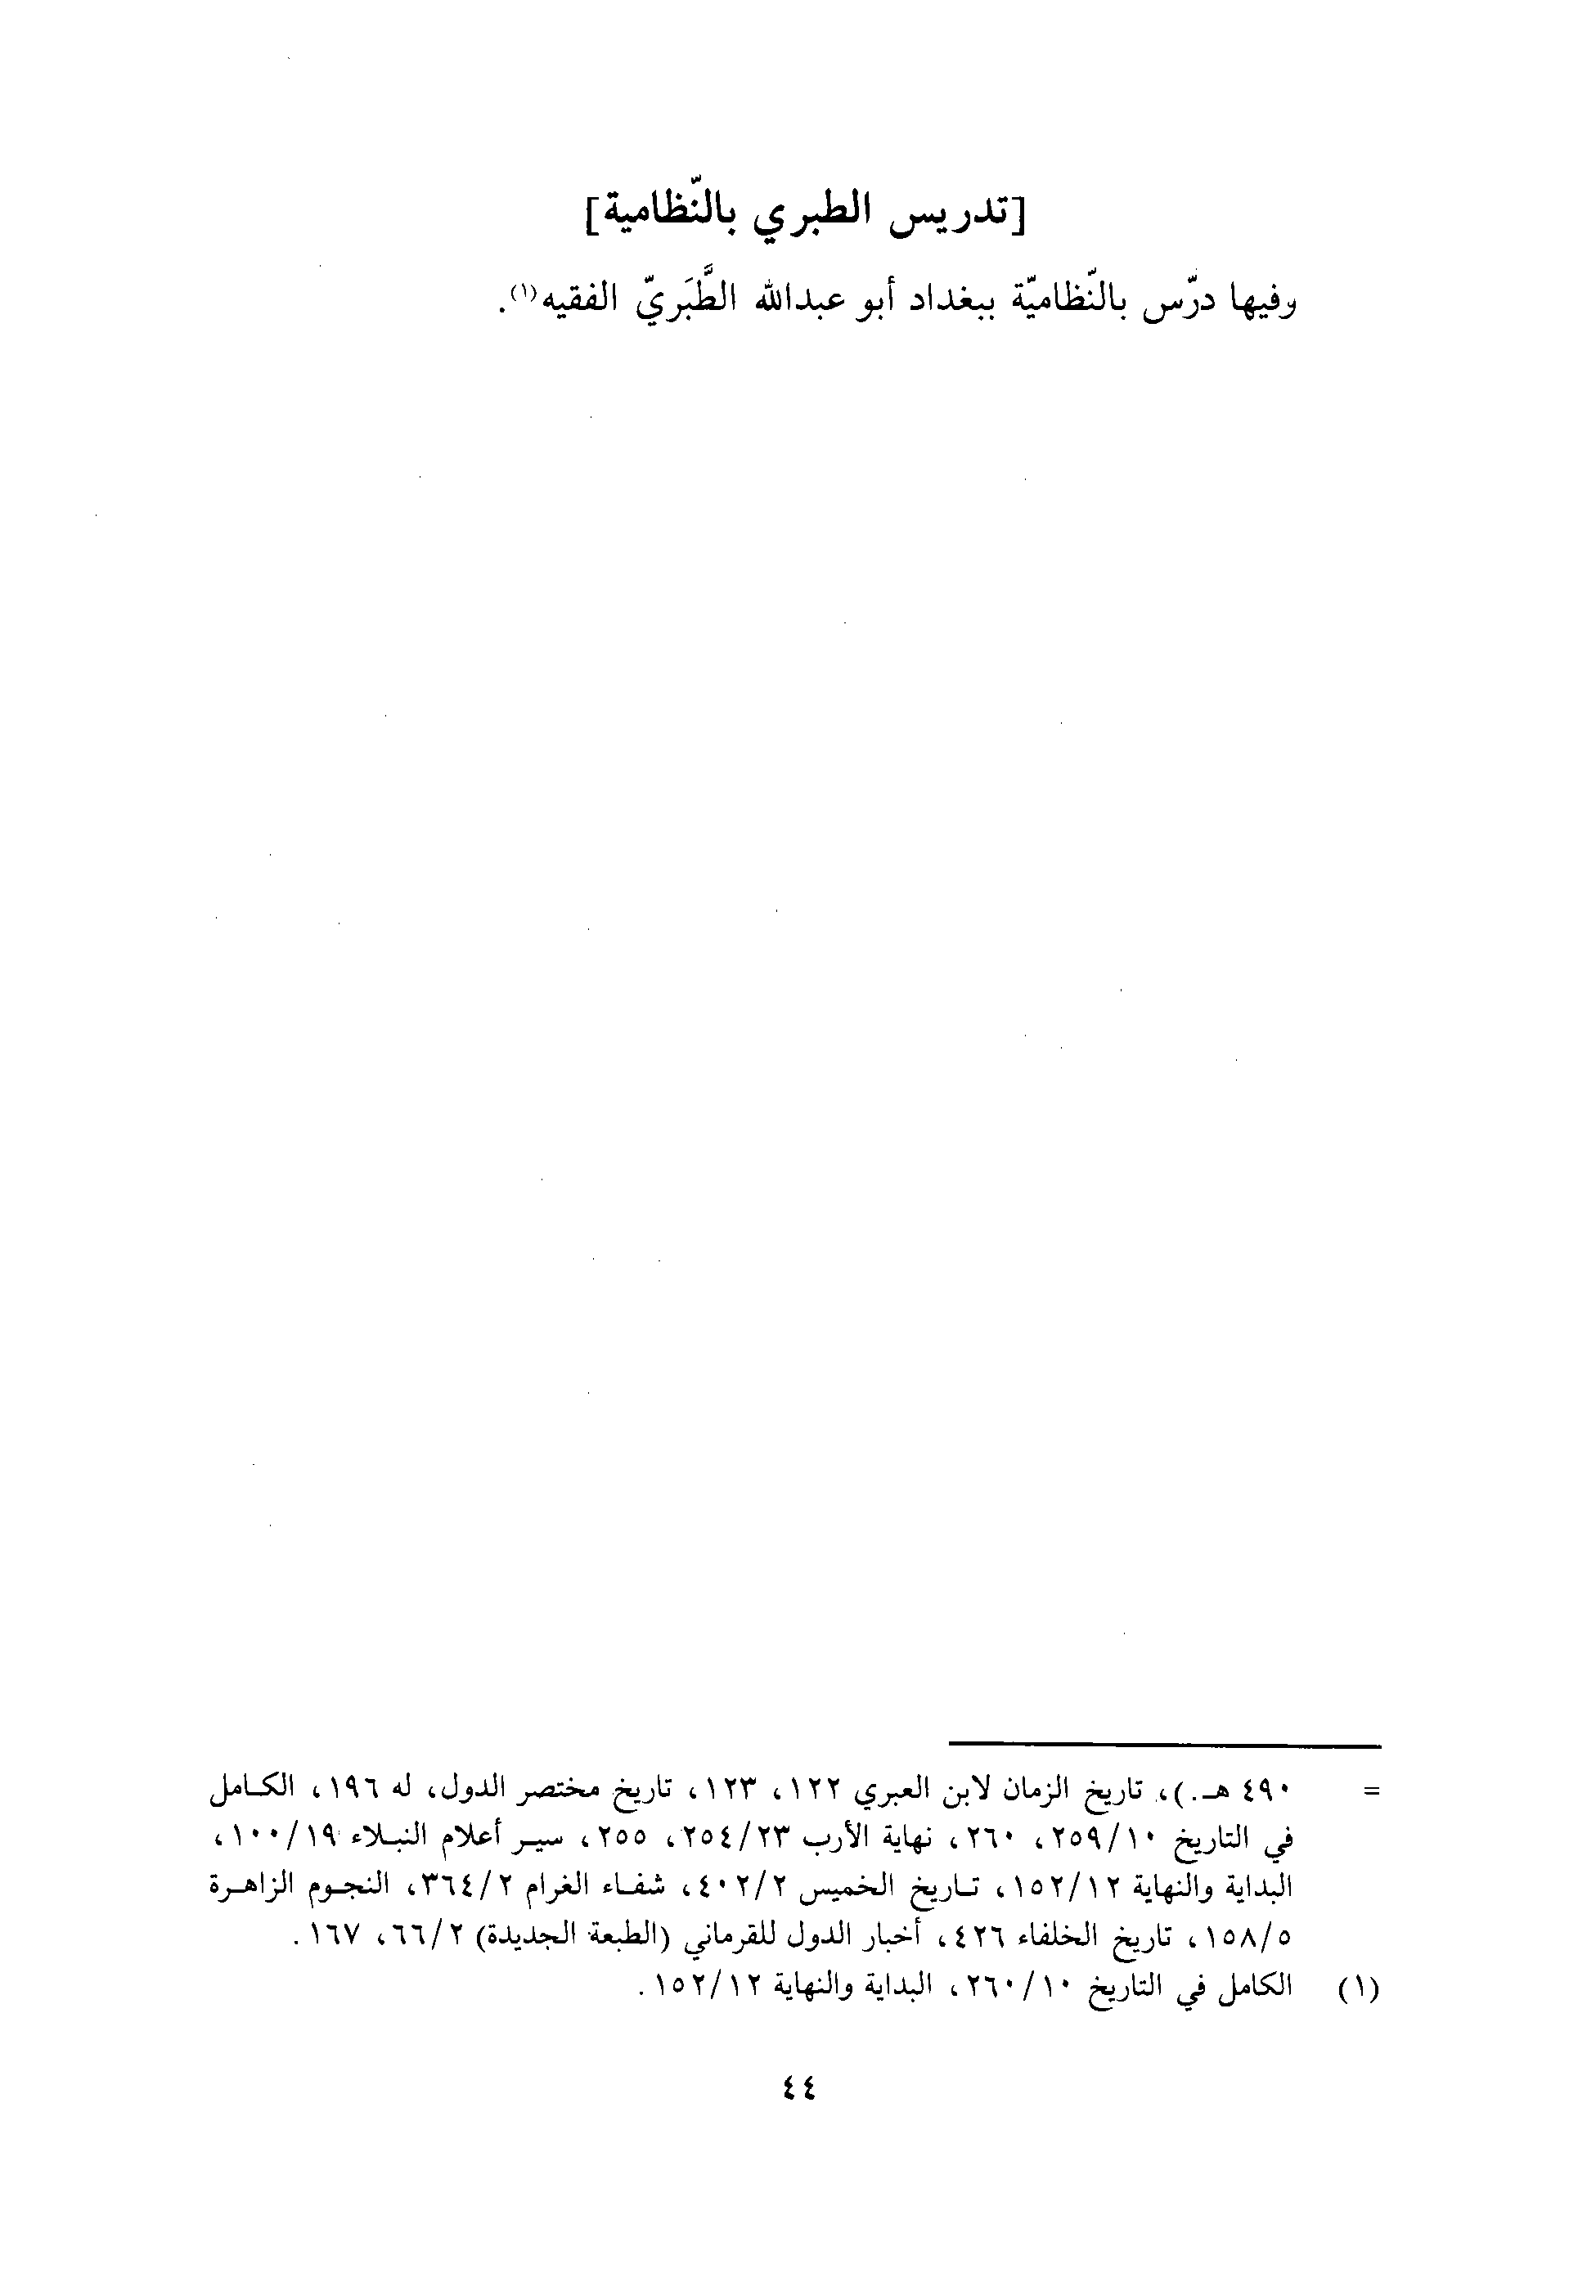 [تدريس الطبري بالنّظامية]
وفيها درّس بالنّظاميّة ببغداد أبو عبدالله الطَّبَريّ الفقيه(١).
= ٤٩٠ هـ.)، تاريخ الزمان لابن العبري ١٢٢، ١٢٣، تاريخ مختصر الدول، له ١٩٦، الكامل
في التاريخ ٢٥٩/١٠، ٢٦٠، نهاية الأرب ٢٥٤/٢٣، ٢٥٥، سير أعلام النبلاء ١٠٠/١٩،
البداية والنهاية ١٥٢/١٢، تاريخ الخميس ٤٠٢/٢، شفاء الغرام ٣٦٤/٢، النجوم الزاهرة
١٥٨/٥، تاريخ الخلفاء ٤٢٦، أخبار الدول للقرماني (الطبعة الجديدة) ٦٦/٢، ١٦٧.
(١) الكامل في التاريخ ٢٦٠/١٠، البداية والنهاية ١٥٢/١٢.
٤٤